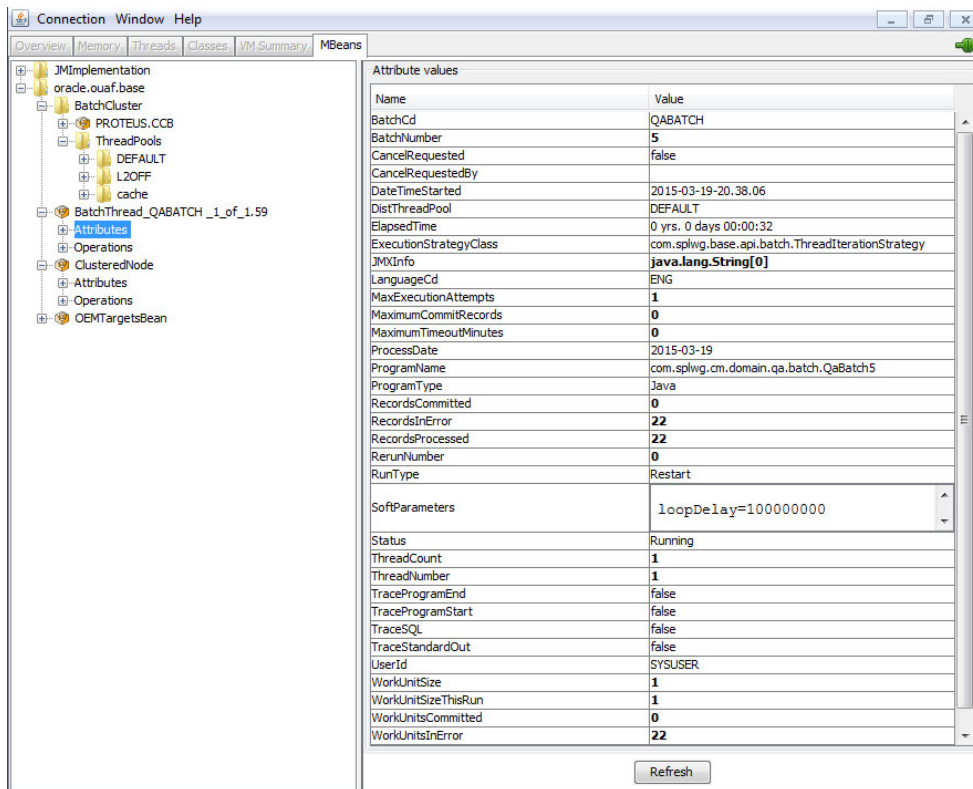 Connection Window Help
Overview Memory Threads Classes VM Summary MBeans
JMImplementation
oracle.ouaf.base
BatchCluster
PROTEUS.CCB
ThreadPools
DEFAULT
L2OFF
cache
BatchThread_QABATCH _1_of_1.59
Attributes
Operations
ClusteredNode
Attributes
Operations
OEMTargetsBean
Attribute values
Name Value
BatchCd QABATCH
BatchNumber 5
CancelRequested false
CancelRequestedBy
DateTimeStarted 2015-03-19-20.38.06
DistThreadPool DEFAULT
ElapsedTime 0 yrs. 0 days 00:00:32
ExecutionStrategyClass com.splwg.base.api.batch.ThreadIterationStrategy
JMXInfo java.lang.String[0]
LanguageCd ENG
MaxExecutionAttempts 1
MaximumCommitRecords 0
MaximumTimeoutMinutes 0
ProcessDate 2015-03-19
ProgramName com.splwg.cm.domain.qa.batch.QaBatch5
ProgramType Java
RecordsCommitted 0
RecordsInError 22
RecordsProcessed 22
RerunNumber 0
RunType Restart
SoftParameters loopDelay=100000000
Status Running
ThreadCount 1
ThreadNumber 1
TraceProgramEnd false
TraceProgramStart false
TraceSQL false
TraceStandardOut false
UserId SYSUSER
WorkUnitSize 1
WorkUnitSizeThisRun 1
WorkUnitsCommitted 0
WorkUnitsInError 22
Refresh